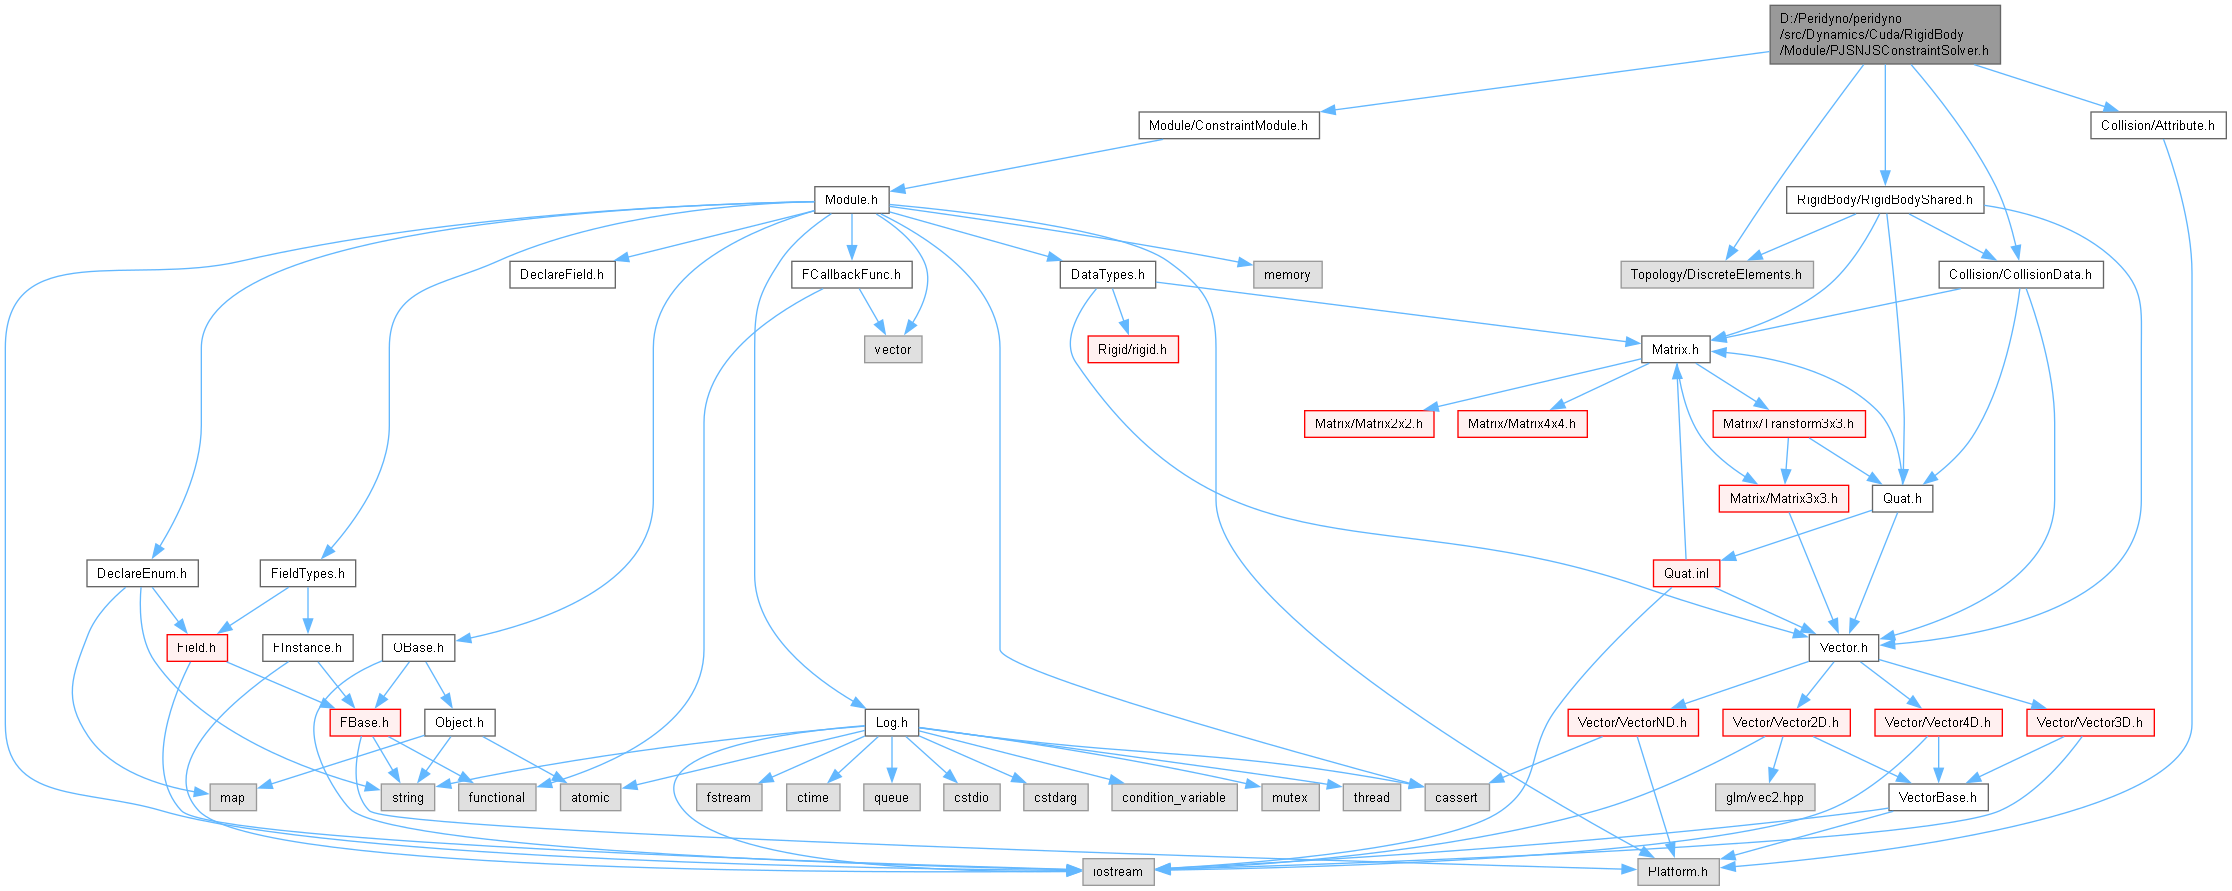 D:/Peridyno/peridyno
/src/Dynamics/Cuda/RigidBody
/Module/PJSNJSConstraintSolver.h
Module/ConstraintModule.h
Collision/Attribute.h
Module.h
RigidBody/RigidBodyShared.h
DeclareField.h
FCallbackFunc.h
DataTypes.h
memory
Topology/DiscreteElements.h
Collision/CollisionData.h
vector
Rigid/rigid.h
Matrix.h
Matrix/Matrix2x2.h
Matrix/Matrix4x4.h
Matrix/Transform3x3.h
Matrix/Matrix3x3.h
Quat.h
DeclareEnum.h
FieldTypes.h
Quat.inl
Field.h
FInstance.h
OBase.h
Vector.h
FBase.h
Object.h
Log.h
Vector/VectorND.h
Vector/Vector2D.h
Vector/Vector4D.h
Vector/Vector3D.h
map
string
functional
atomic
fstream
ctime
queue
cstdio
cstdarg
condition_variable
mutex
thread
cassert
glm/vec2.hpp
VectorBase.h
iostream
Platform.h